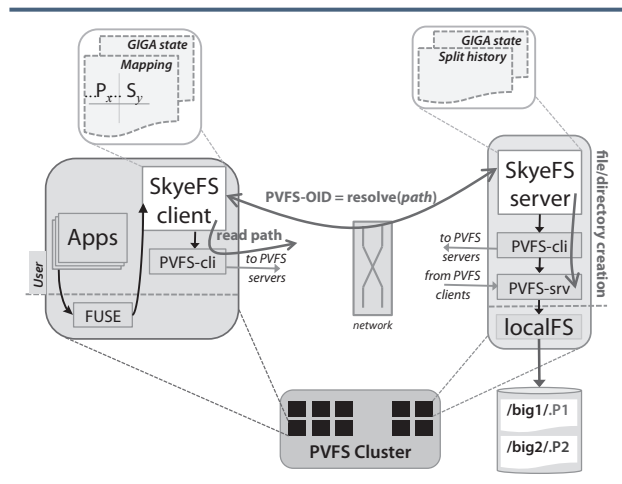 GIGA state
Mapping
...Px... Sy
GIGA state
Split history
SkyeFS
client
Apps
User
FUSE
PVFS-cli
read path
to PVFS
servers
PVFS-OID = resolve(path)
network
SkyeFS
server
to PVFS
servers
PVFS-cli
from PVFS
clients
PVFS-srv
localFS
file/directory creation
PVFS Cluster
/big1/.P1
/big2/.P2